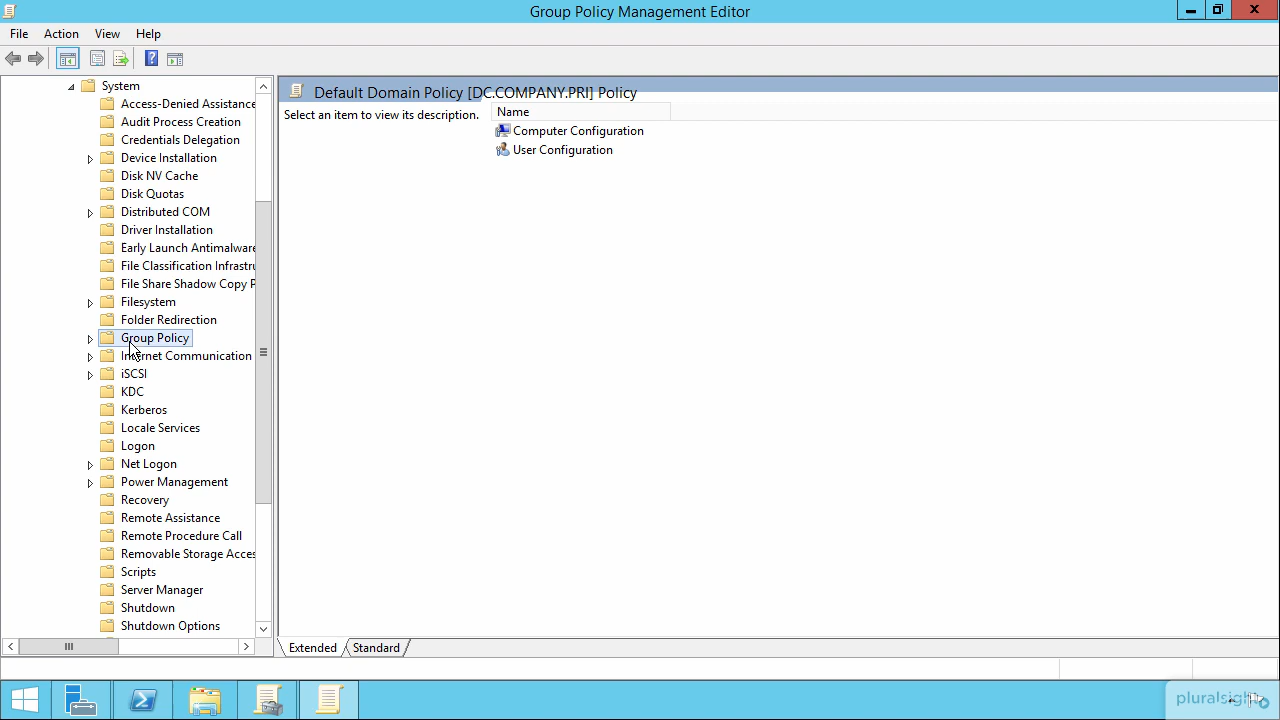 Group Policy Management Editor
File Action View Help
System
Access-Denied Assistance
Audit Process Creation
Credentials Delegation
Device Installation
Disk NV Cache
Disk Quotas
Distributed COM
Driver Installation
Early Launch Antimalware
File Classification Infrastru
File Share Shadow Copy P
Filesystem
Folder Redirection
Group Policy
Internet Communication
iSCSI
KDC
Kerberos
Locale Services
Logon
Net Logon
Power Management
Recovery
Remote Assistance
Remote Procedure Call
Removable Storage Acces
Scripts
Server Manager
Shutdown
Shutdown Options
Default Domain Policy [DC.COMPANY.PRI] Policy
Select an item to view its description.
Name
Computer Configuration
User Configuration
Extended Standard
pluralsight